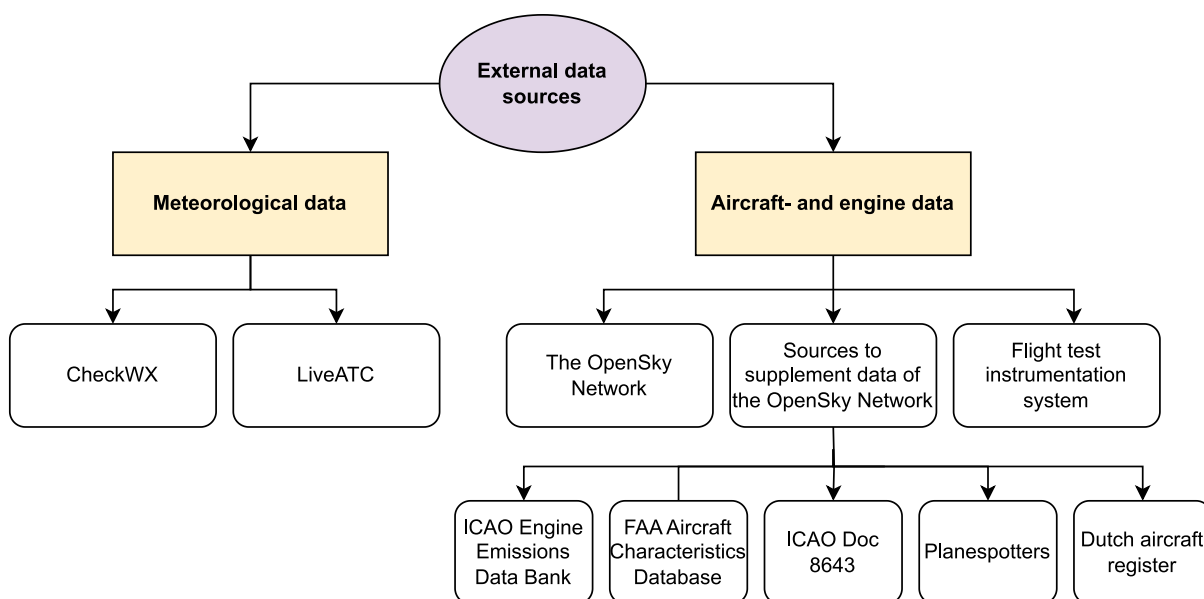 External data
sources
Meteorological data
Aircraft- and engine data
CheckWX
LiveATC
The OpenSky
Network
Sources to
supplement data of
the OpenSky Network
Flight test
instrumentation
system
ICAO Engine
Emissions
Data Bank
FAA Aircraft
Characteristics
Database
ICAO Doc
8643
Planespotters
Dutch aircraft
register